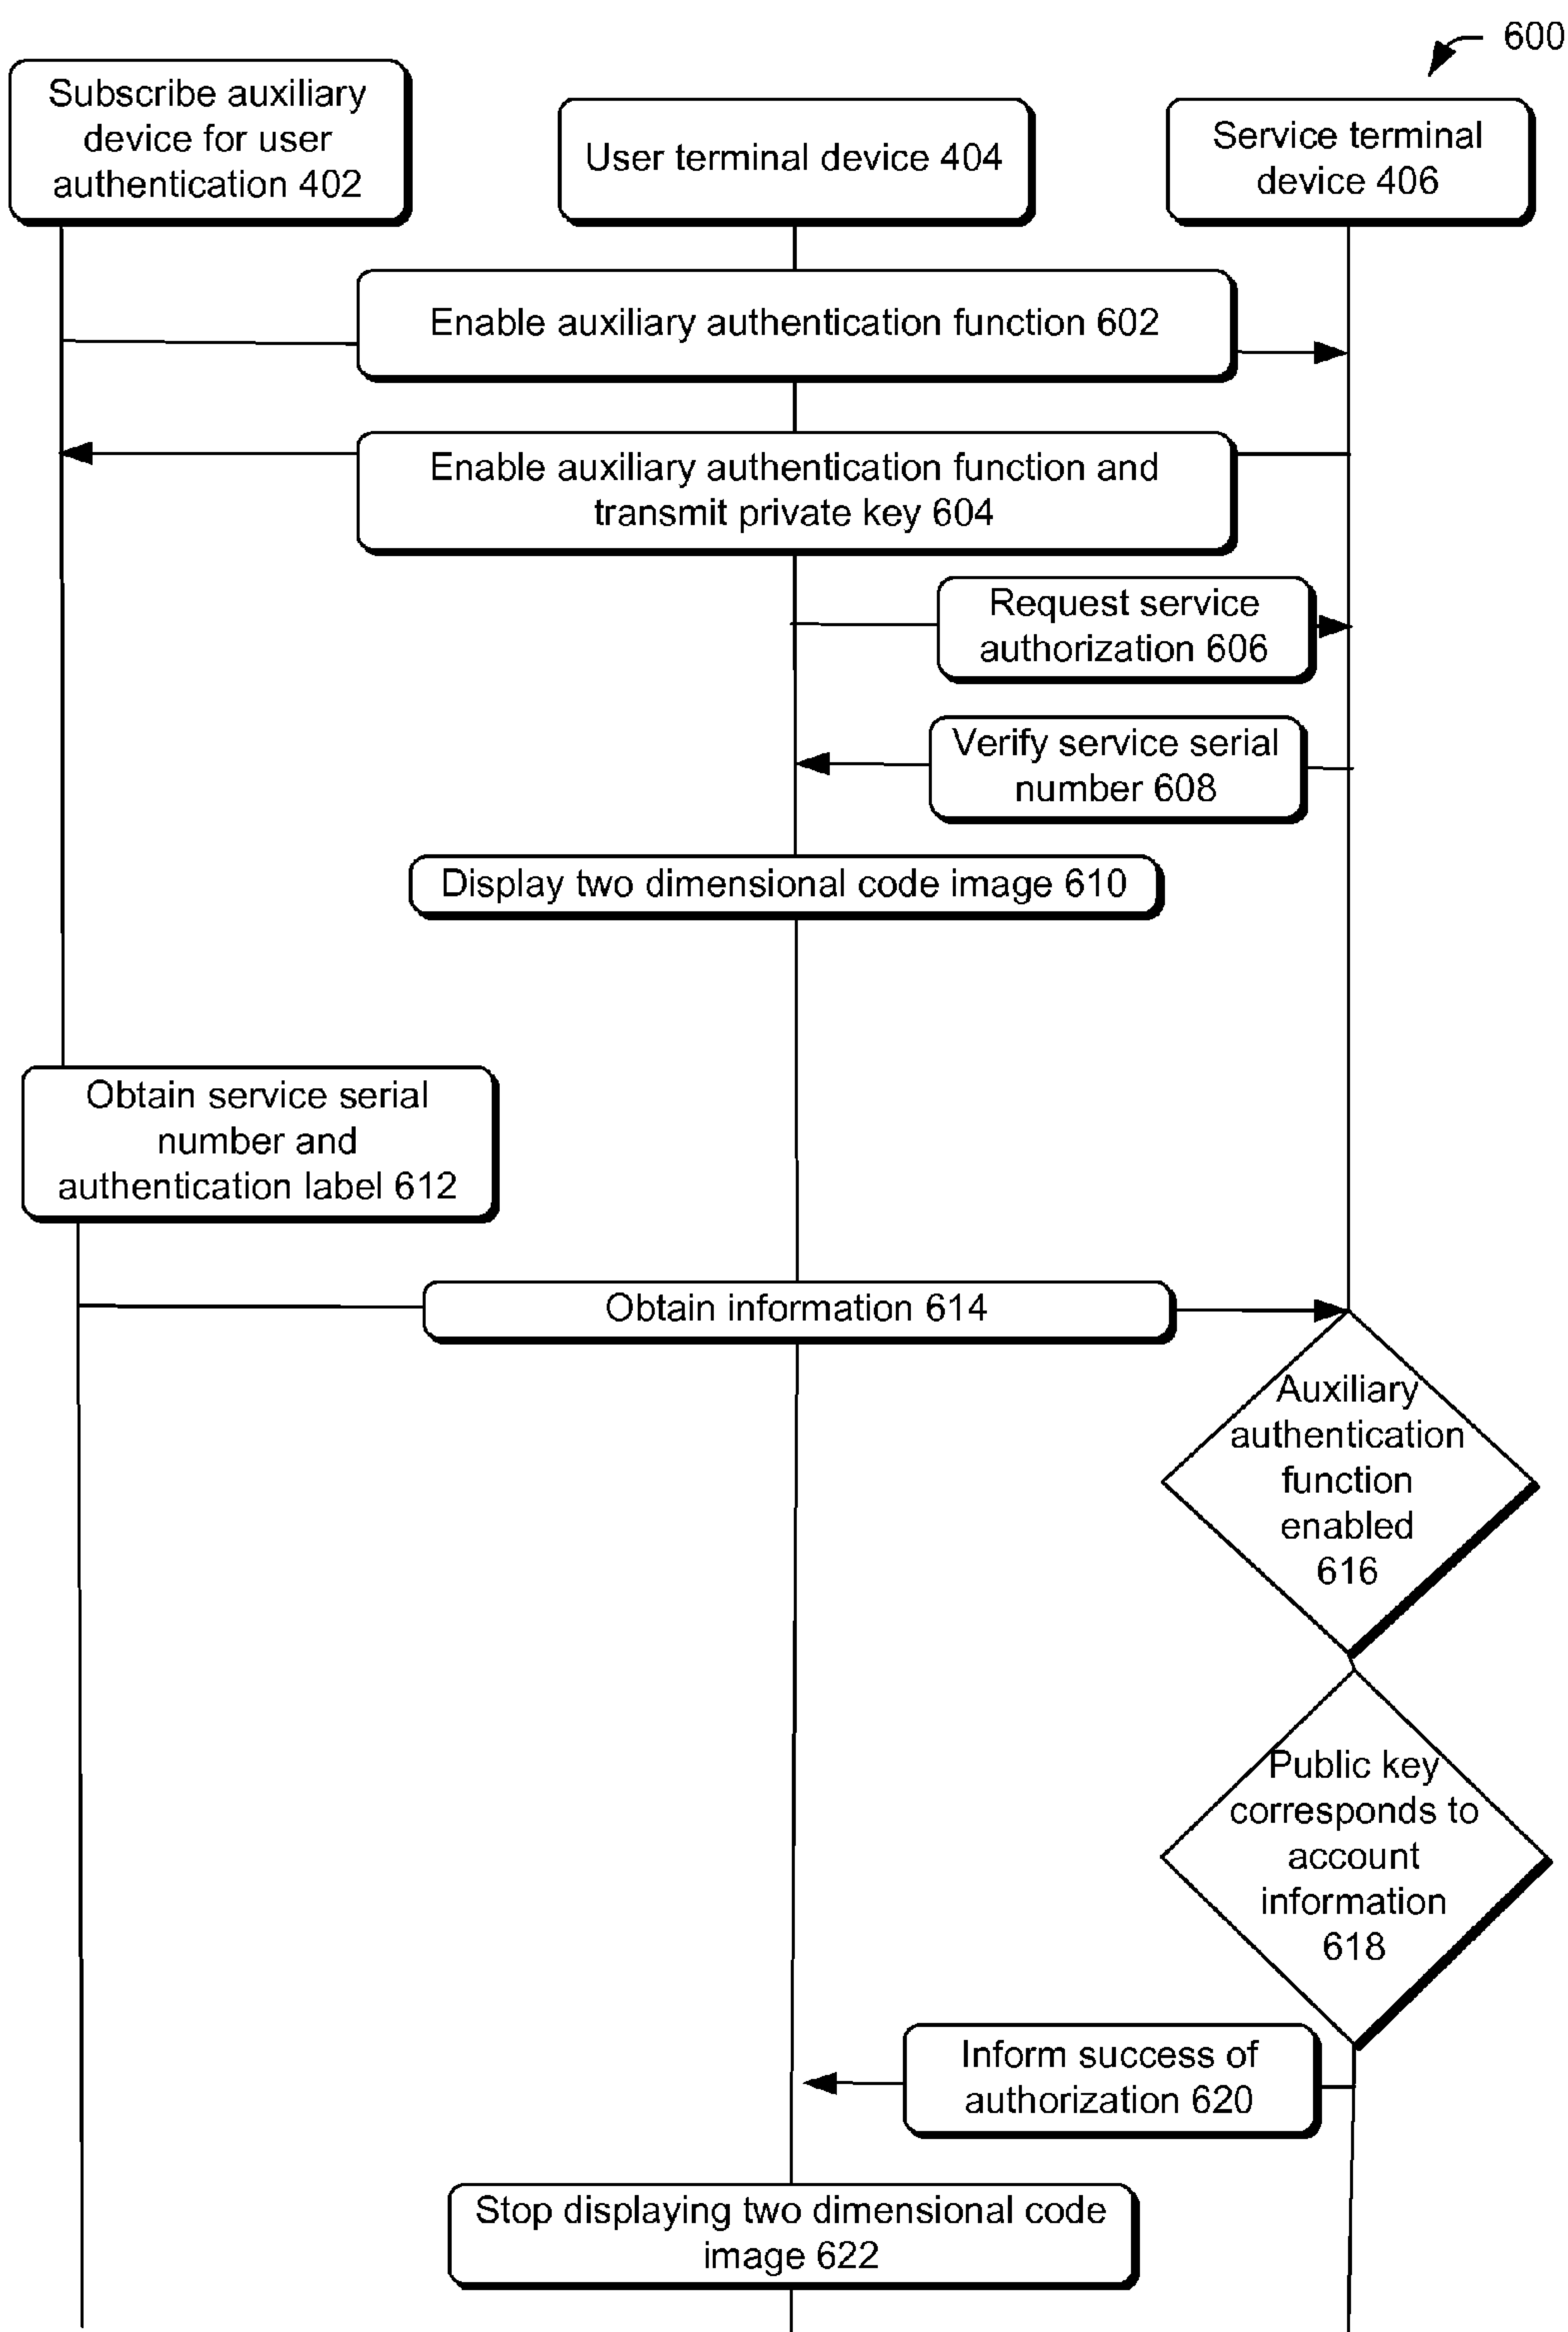 600
Subscribe auxiliary
device for user
authentication 402
User terminal device 404
Service terminal
device 406
Enable auxiliary authentication function 602
Enable auxiliary authentication function and
transmit private key 604
Request service
authorization 606
Verify service serial
number 608
Display two dimensional code image 610
Obtain service serial
number and
authentication label 612
Obtain information 614
Auxiliary
authentication
function
enabled
616
Public key
corresponds to
account
information
618
Inform success of
authorization 620
Stop displaying two dimensional code
image 622